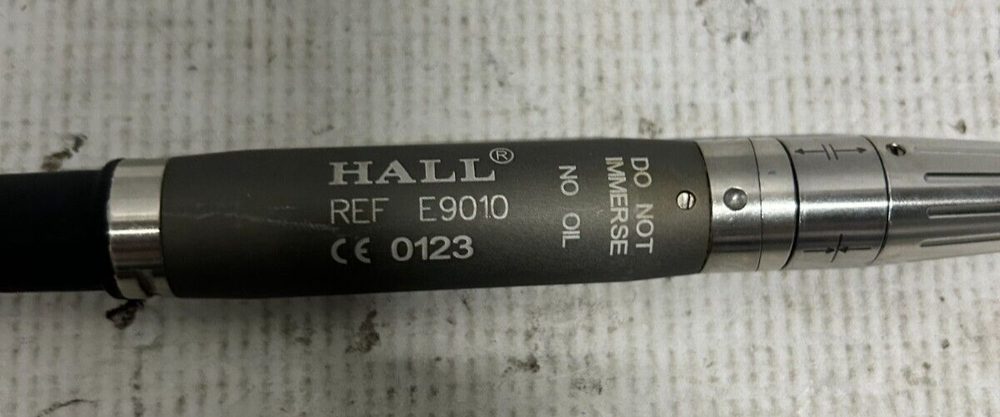 HALL®
REF E9010
CE 0123
NO OIL
DO NOT
IMMERSE